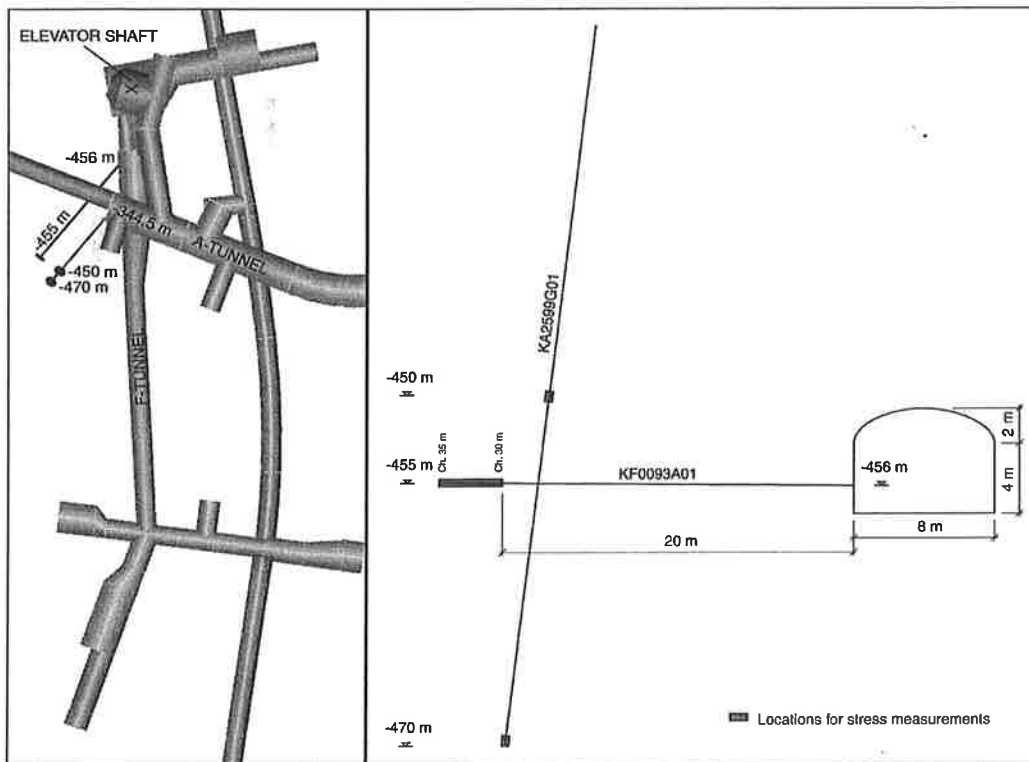 ELEVATOR SHAFT
-456 m
-455 m
-344.5 m
A-TUNNEL
-450 m
-470 m
F-TUNNEL
KA2599G01
-450 m
Ch. 35 m
Ch. 30 m
-455 m
KF0093A01
-456 m
2 m
4 m
20 m
8 m
-470 m
Locations for stress measurements